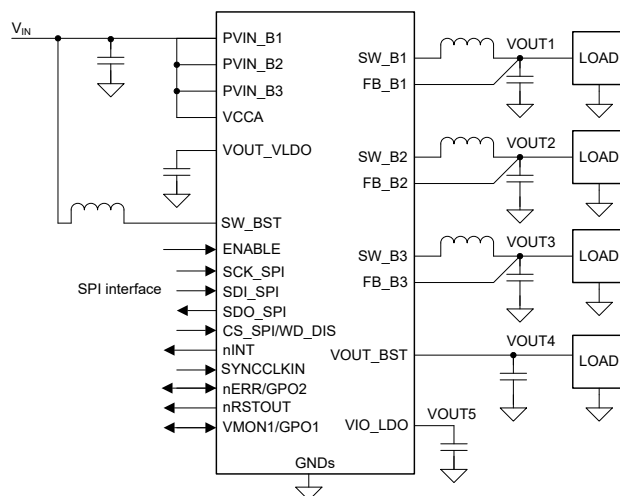 VIN
PVIN_B1
PVIN_B2
PVIN_B3
VCCA
VOUT_VLDO
SW_BST
ENABLE
SCK_SPI
SPI interface
SDI_SPI
SDO_SPI
CS_SPI/WD_DIS
nINT
SYNCCLKIN
nERR/GPO2
nRSTOUT
VMON1/GPO1
GNDs
SW_B1
FB_B1
VOUT1
LOAD
SW_B2
FB_B2
VOUT2
LOAD
SW_B3
FB_B3
VOUT3
LOAD
VOUT_BST
VOUT4
LOAD
VIO_LDO
VOUT5